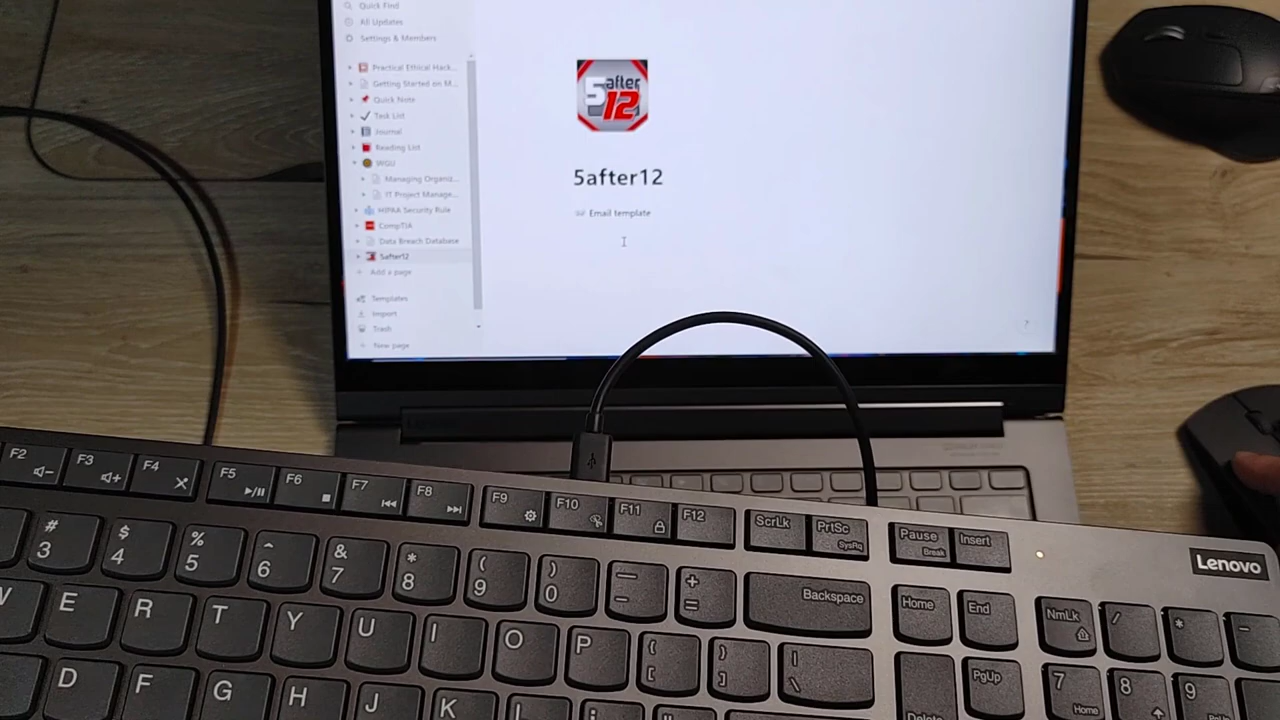 Quick Find
All Updates
Settings & Members
Practical Ethical Hack...
Getting Started on M...
Quick Note
Task List
Journal
Reading List
WGU
Managing Organiz...
IT Project Manage...
HIPAA Security Rule
CompTIA
Data Breach Database
5after12
Add a page
Templates
Import
Trash
New page
5after
12
5after12
Email template
?
F2 F3 F4 F5 F6 F7 F8 F9 F10 F11 F12 ScrLk PrtSc SysRq Pause Break Insert
Lenovo
# 3 $ 4 % 5 ^ 6 & 7 * 8 ( 9 ) 0 — - + = Backspace Home End NmLk / * -
W E R T Y U I O P { [ } ] | \ Delete PgUp 7 Home 8 9 PgUp
D F G H J K L